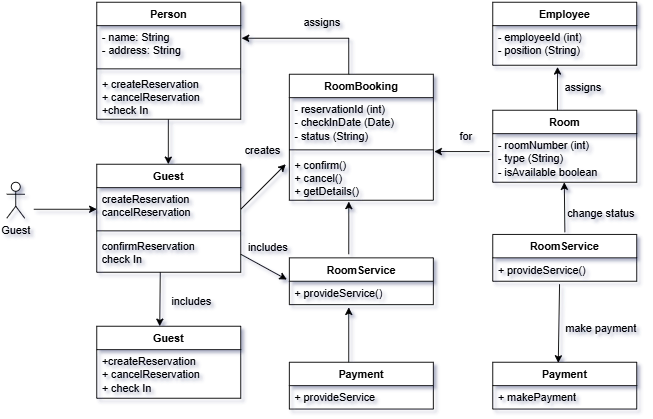 Person
- name: String
- address: String
+ createReservation
+ cancelReservation
+check In
assigns
Employee
- employeeId (int)
- position (String)
assigns
RoomBooking
- reservationId (int)
- checkInDate (Date)
- status (String)
+ confirm()
+ cancel()
+ getDetails()
for
Room
- roomNumber (int)
- type (String)
- isAvailable boolean
creates
Guest
createReservation
cancelReservation
confirmReservation
check In
Guest
includes
change status
RoomService
+ provideService()
RoomService
+ provideService()
includes
make payment
Guest
+createReservation
+ cancelReservation
+ check In
Payment
+ provideService
Payment
+ makePayment